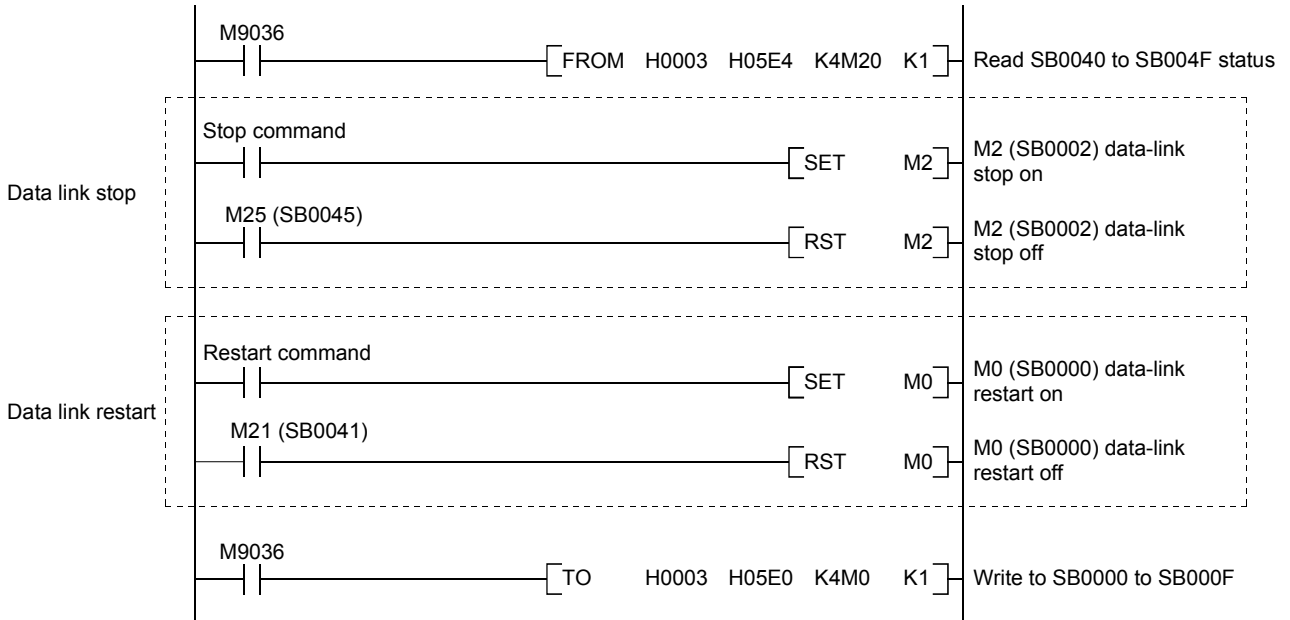 M9036
FROM H0003 H05E4 K4M20 K1 Read SB0040 to SB004F status
Stop command
SET M2 M2 (SB0002) data-link
stop on
Data link stop
M25 (SB0045)
RST M2 M2 (SB0002) data-link
stop off
Restart command
SET M0 M0 (SB0000) data-link
restart on
Data link restart
M21 (SB0041)
RST M0 M0 (SB0000) data-link
restart off
M9036
TO H0003 H05E0 K4M0 K1 Write to SB0000 to SB000F